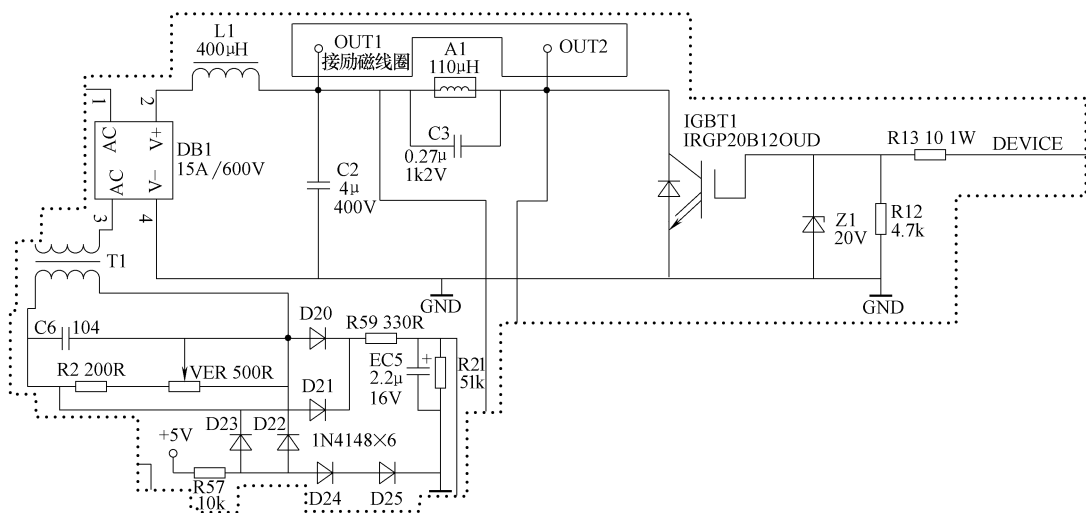 L1
400μH
OUT1
接励磁线圈
A1
110μH
OUT2
1
2
AC
V+
AC
V−
DB1
15A/600V
3
4
C3
0.27μ
1k2V
C2
4μ
400V
IGBT1
IRGP20B12OUD
R13 10 1W
DEVICE
Z1
20V
R12
4.7k
T1
GND
GND
C6 104
D20
R59 330R
R2 200R
VER 500R
EC5
2.2μ
16V
+
R21
51k
D21
D23
D22
1N4148×6
+5V
R57
10k
D24
D25